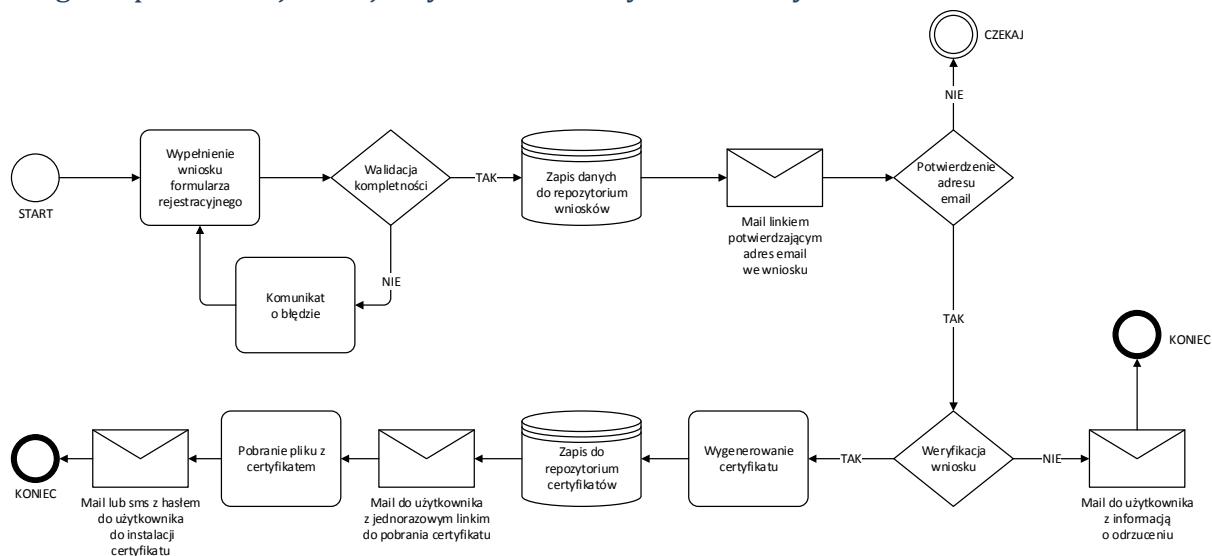 START
Wypełnienie
wniosku
formularza
rejestracyjnego
Walidacja
kompletności
TAK
NIE
Komunikat
o błędzie
Zapis danych
do repozytorium
wniosków
Mail linkiem
potwierdzającym
adres email
we wniosku
Potwierdzenie
adresu
email
NIE
CZEKAJ
TAK
Weryfikacja
wniosku
NIE
Mail do użytkownika
z informacją
o odrzuceniu
KONIEC
TAK
Wygenerowanie
certyfikatu
Zapis do
repozytorium
certyfikatów
Mail do użytkownika
z jednorazowym linkim
do pobrania certyfikatu
Pobranie pliku z
certyfikatem
Mail lub sms z hasłem
do użytkownika
do instalacji
certyfikatu
KONIEC